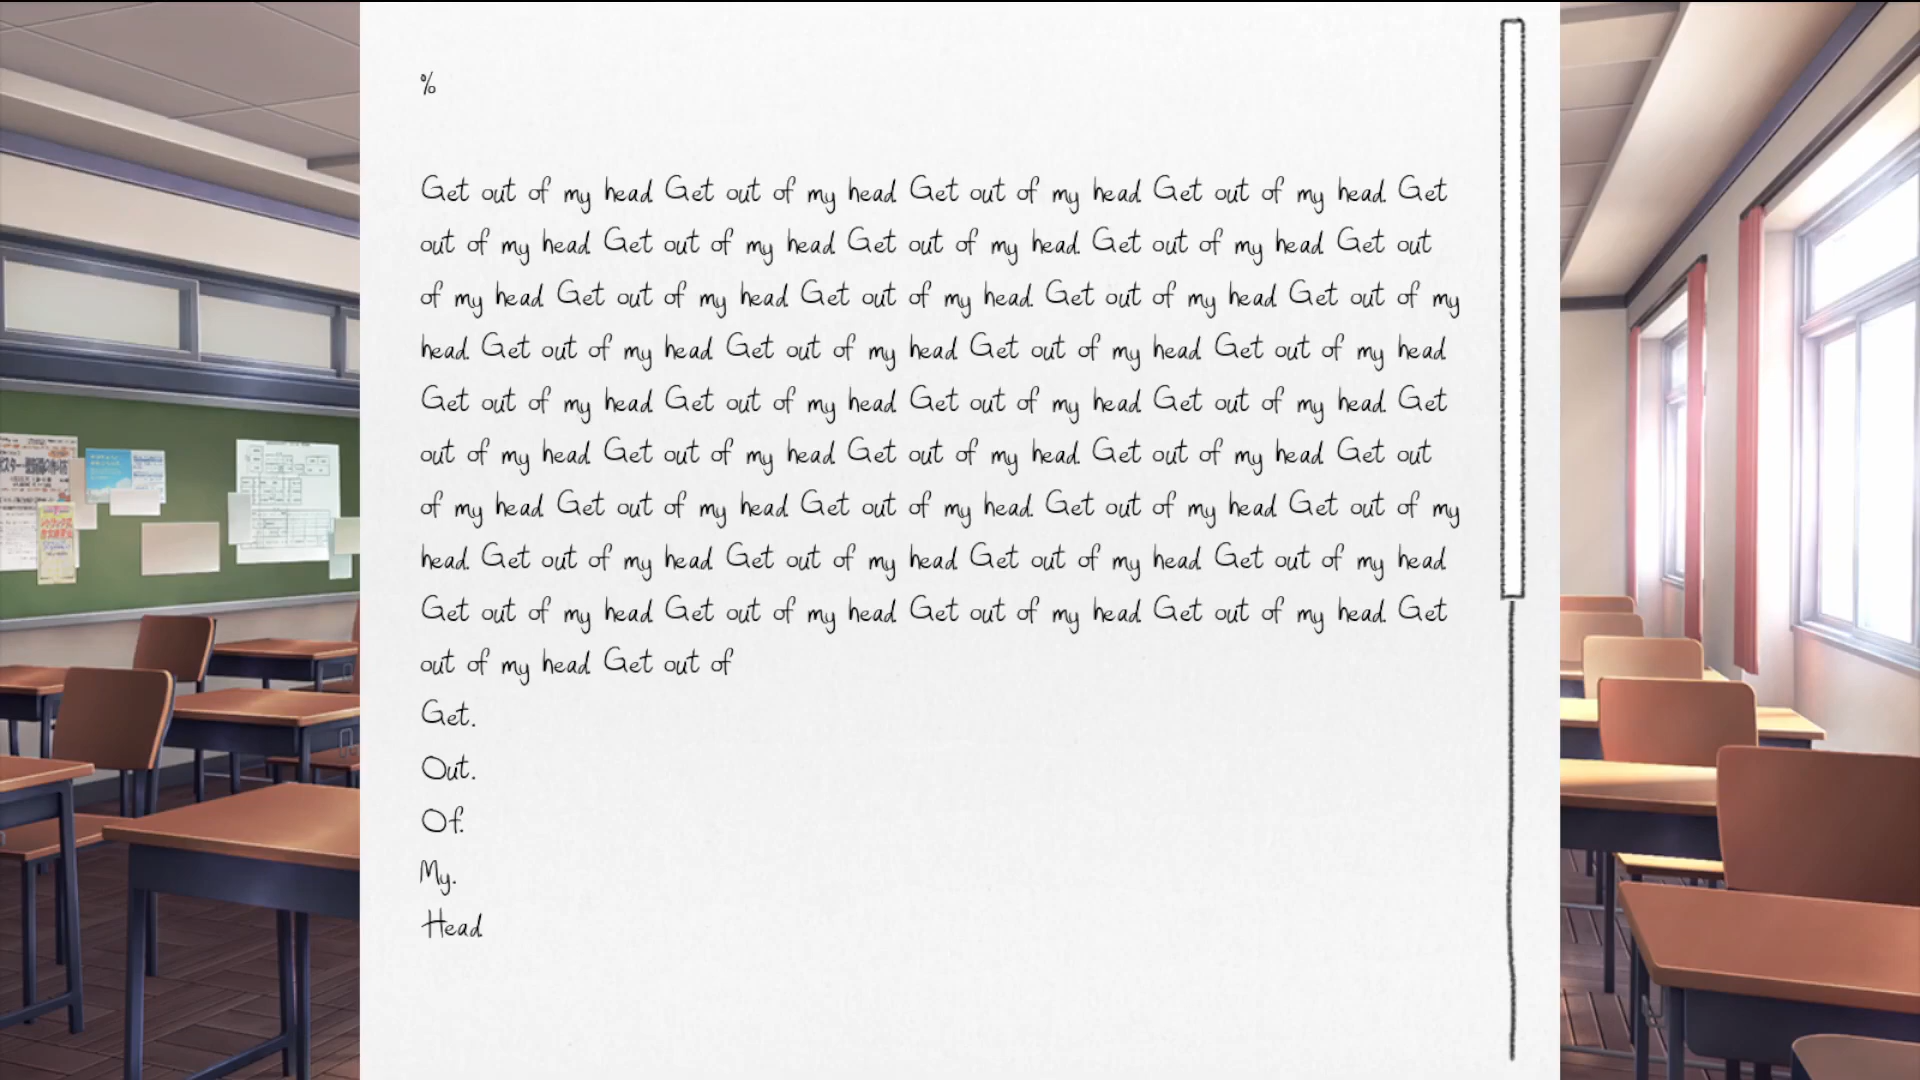 %
Get out of my head. Get out of my head. Get out of my head. Get out of my head. Get
out of my head. Get out of my head. Get out of my head. Get out of my head. Get out
of my head. Get out of my head. Get out of my head. Get out of my head. Get out of my
head. Get out of my head. Get out of my head. Get out of my head. Get out of my head.
Get out of my head. Get out of my head. Get out of my head. Get out of my head. Get
out of my head. Get out of my head. Get out of my head. Get out of my head. Get out
of my head. Get out of my head. Get out of my head. Get out of my head. Get out of my
head. Get out of my head. Get out of my head. Get out of my head. Get out of my head.
Get out of my head. Get out of my head. Get out of my head. Get out of my head. Get
out of my head. Get out of
Get.
Out.
Of.
My.
Head.